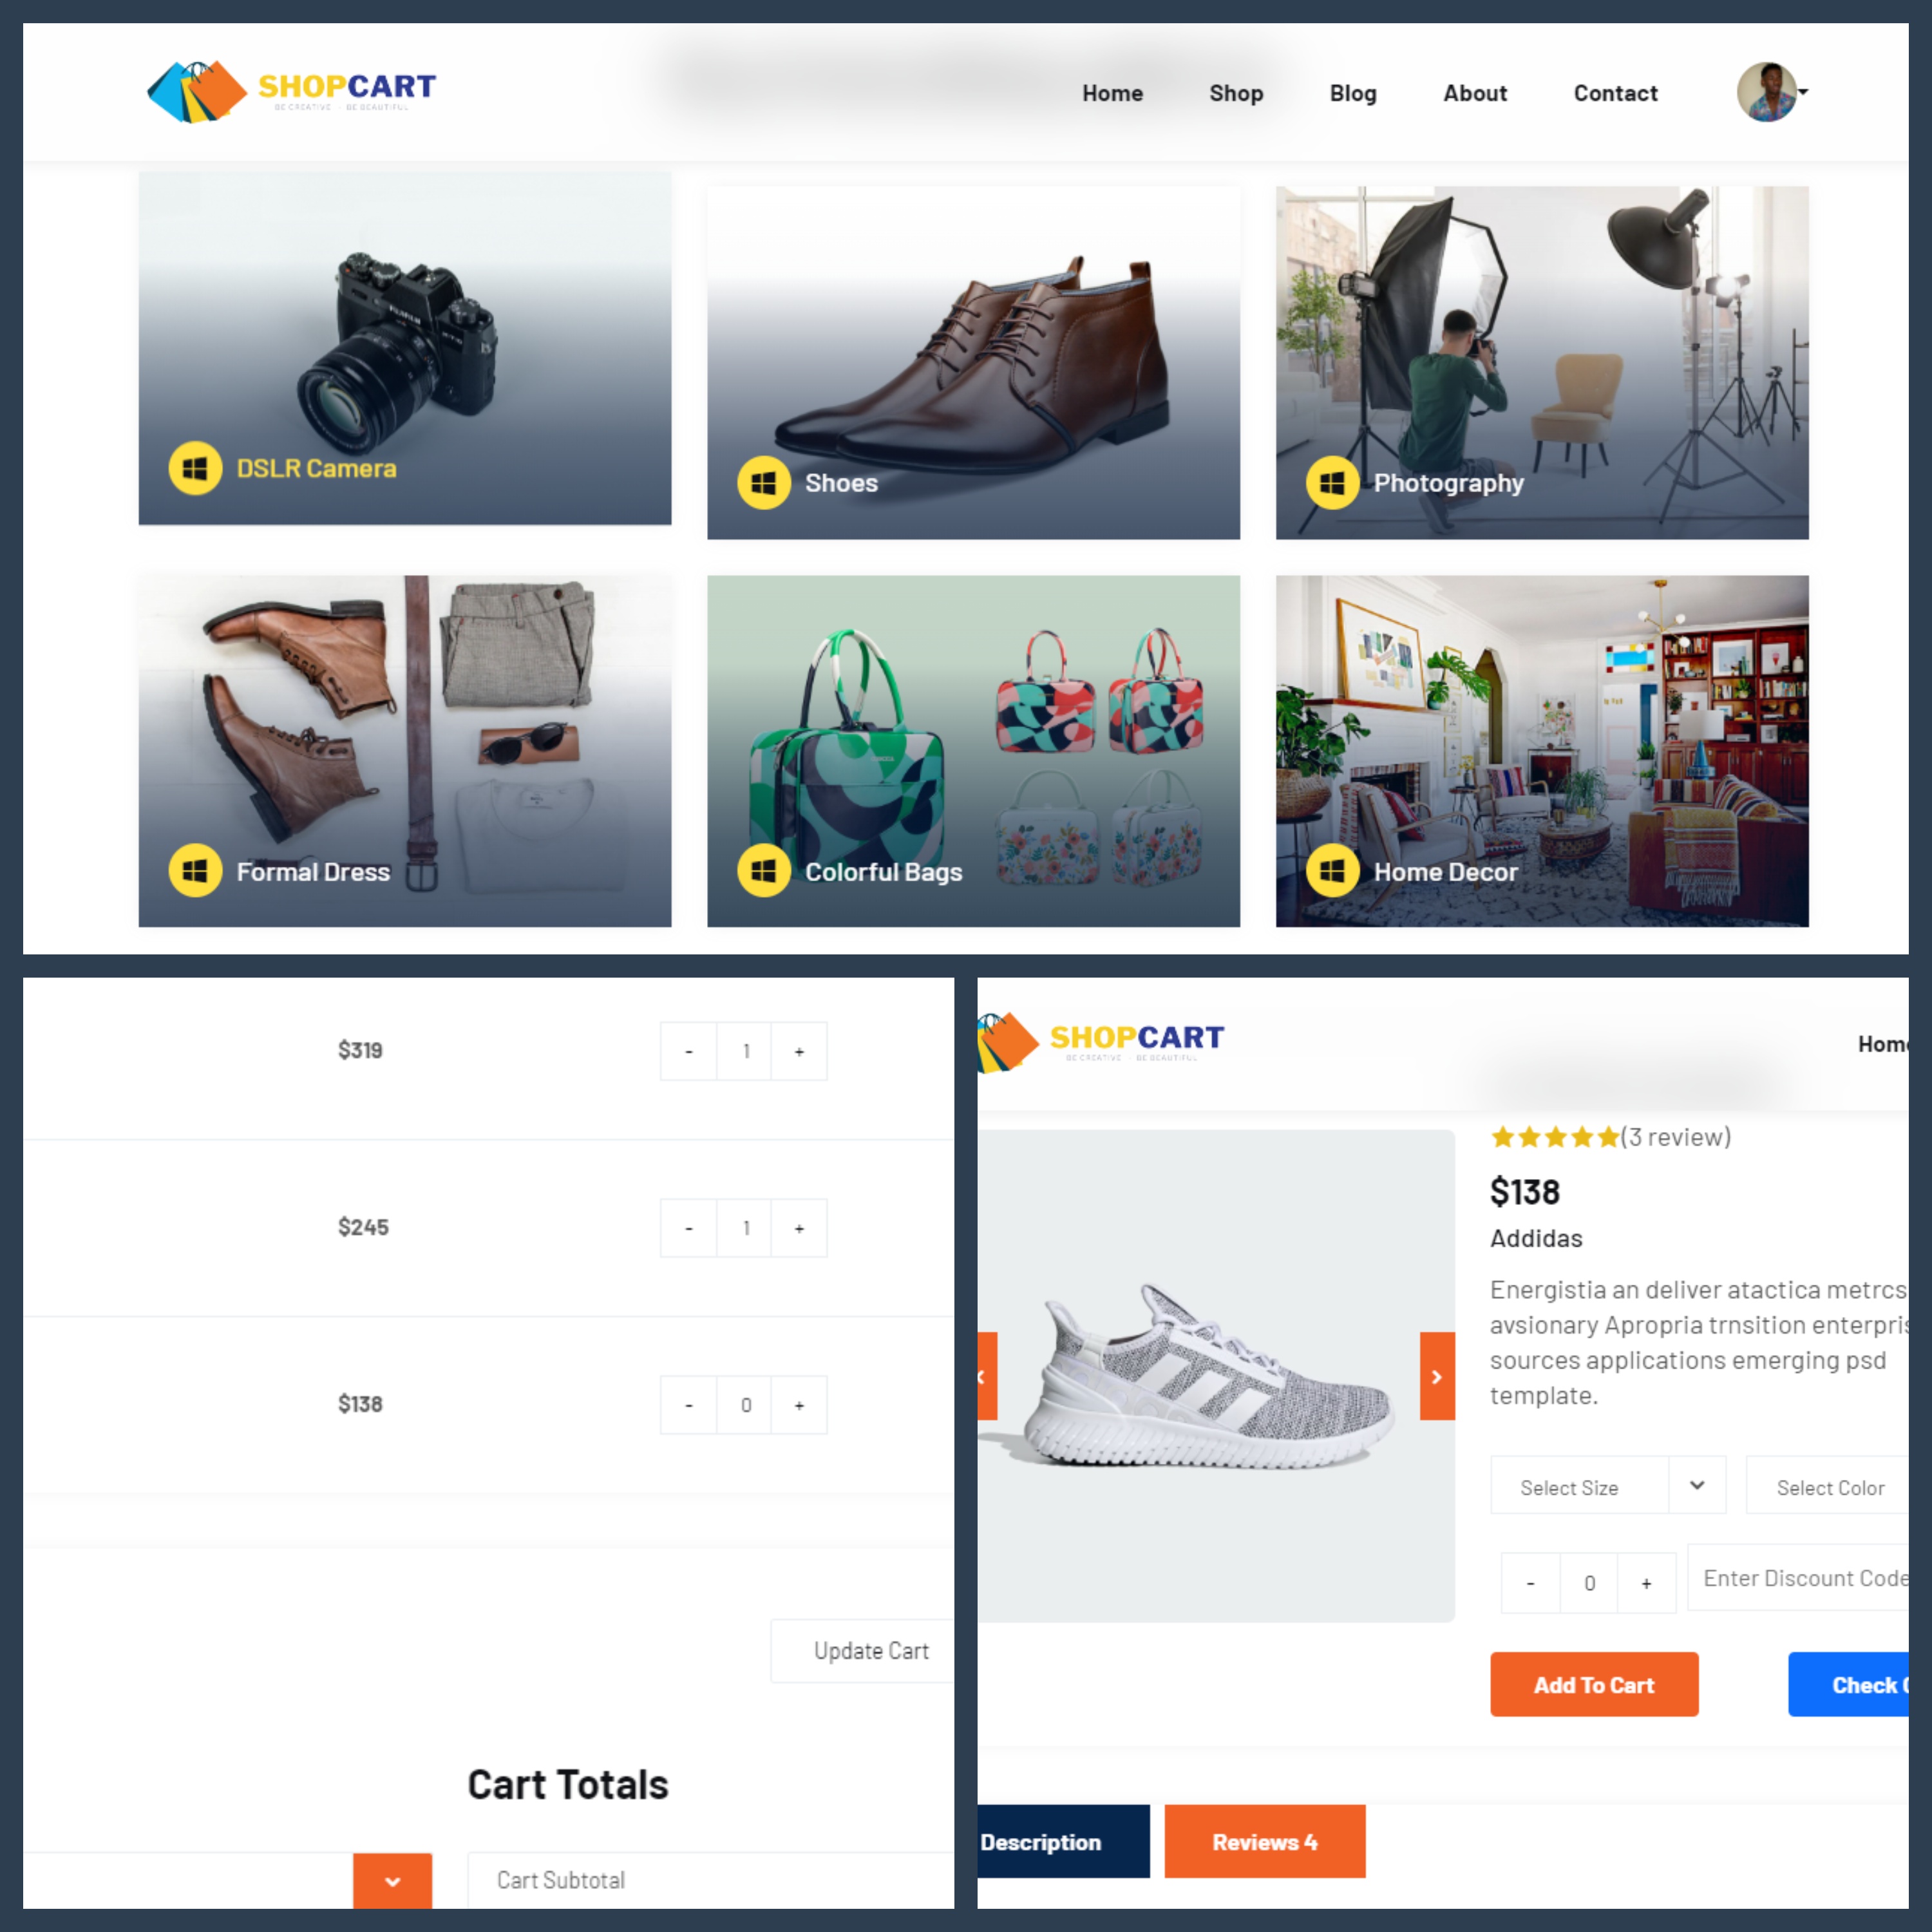 SHOPCART
BE CREATIVE - BE BEAUTIFUL
Home
Shop
Blog
About
Contact
FUJIFILM
DSLR Camera
Shoes
Photography
Formal Dress
Colorful Bags
Home Decor
$319
- 1 +
$245
- 1 +
$138
- 0 +
Update Cart
Cart Totals
Cart Subtotal
SHOPCART
BE CREATIVE - BE BEAUTIFUL
Home
(3 review)
$138
Addidas
Energistia an deliver atactica metrcs
avsionary Apropria trnsition enterpris
sources applications emerging psd
template.
Select Size
Select Color
- 0 +
Enter Discount Code
Add To Cart
Check
Description
Reviews 4